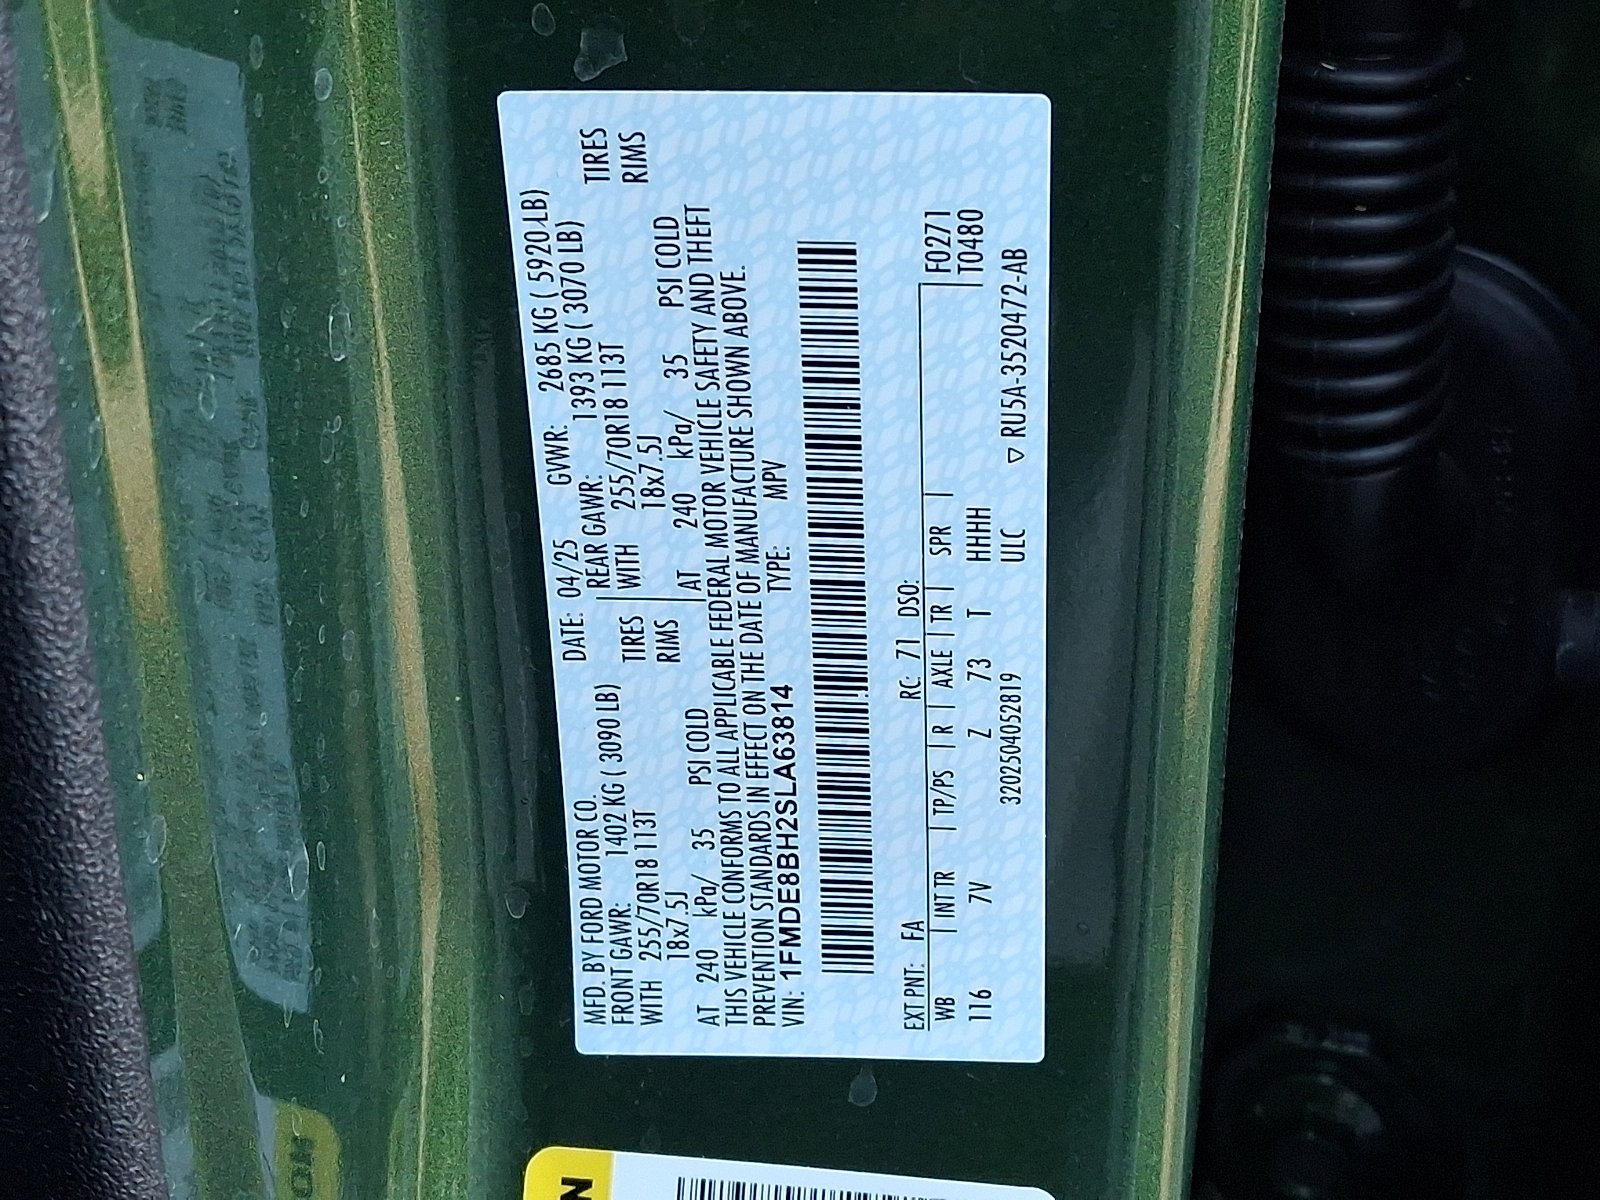 MFD. BY FORD MOTOR CO.
DATE: 04/25 GVWR: 2685 KG ( 5920 LB)
FRONT GAWR: 1402 KG ( 3090 LB) REAR GAWR: 1393 KG ( 3070 LB)
WITH 255/70R18 113T TIRES WITH 255/70R18 113T TIRES
18x7.5J RIMS 18x7.5J RIMS
AT 240 kPa/ 35 PSI COLD AT 240 kPa/ 35 PSI COLD
THIS VEHICLE CONFORMS TO ALL APPLICABLE FEDERAL MOTOR VEHICLE SAFETY AND THEFT
PREVENTION STANDARDS IN EFFECT ON THE DATE OF MANUFACTURE SHOWN ABOVE.
VIN: 1FMDE8BH2SLA63814 TYPE: MPV
EXT PNT: FA RC: 71 DSO:
WB INT TR TP/PS R AXLE TR SPR F0271
116 7V Z 73 T HHHH T0480
32025040528​19 ULC ▽ RU5A-3520472-AB